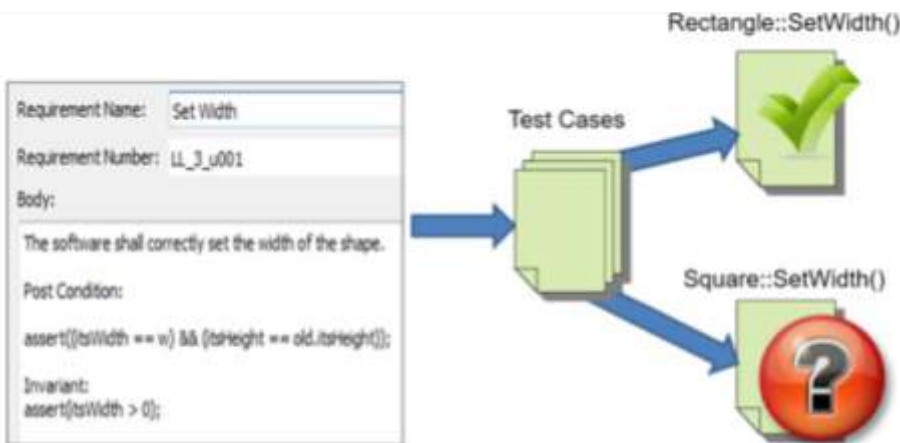 Rectangle::SetWidth()
Requirement Name: Set Width
Test Cases
Requirement Number: LL_3_u001
Body:
The software shall correctly set the width of the shape.
Post Condition:
Square::SetWidth()
assert((itsWidth == w) && (itsHeight == old.itsHeight));
Invariant:
assert(itsWidth > 0);
?